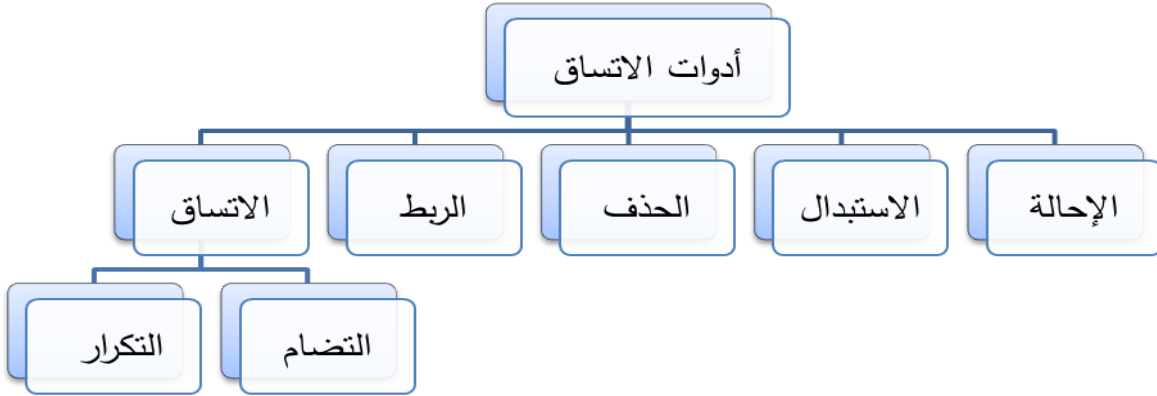 أدوات الاتساق
الإحالة
الاستبدال
الحذف
الربط
الاتساق
التضام
التكرار